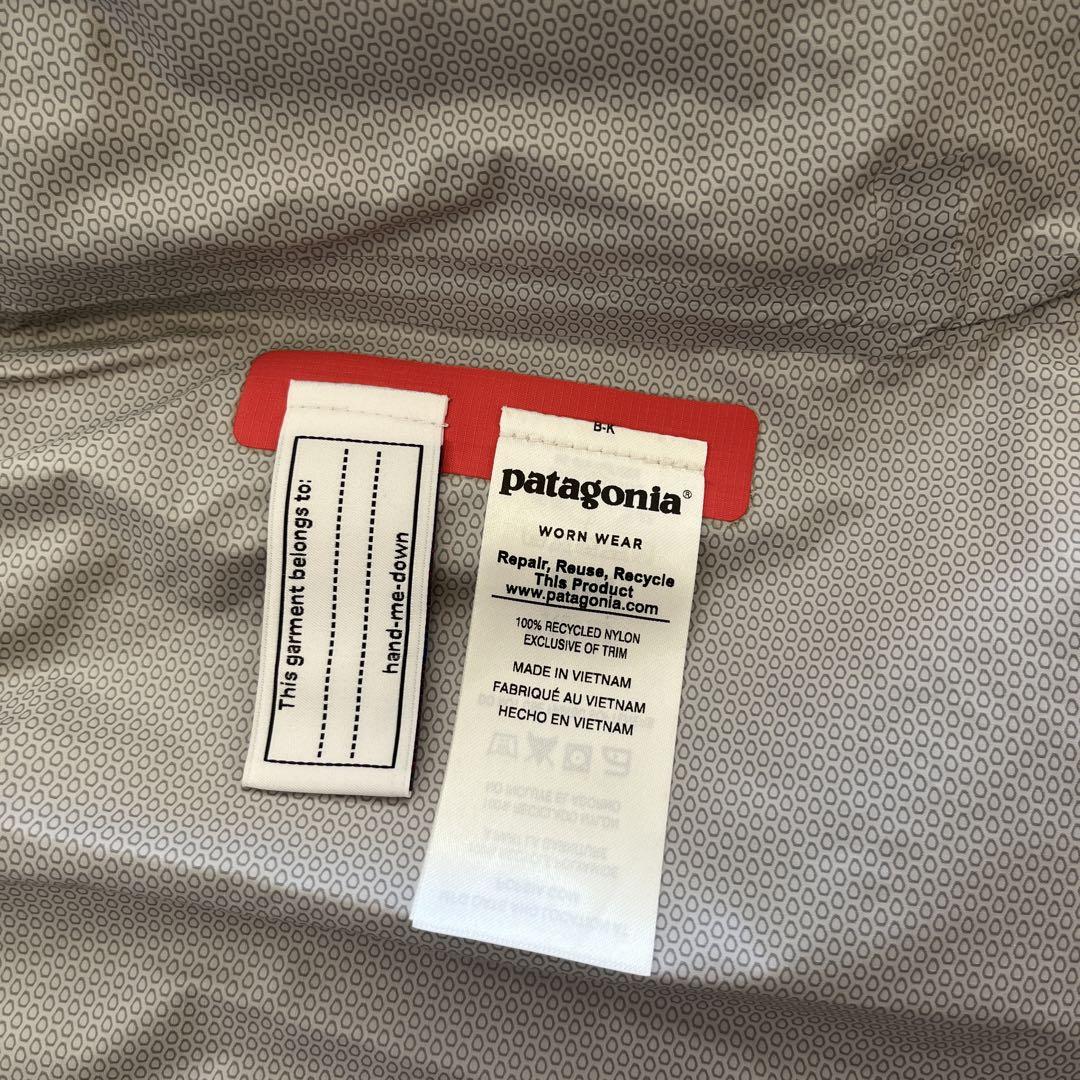 This garment belongs to:
hand-me-down
B-K
patagonia®
WORN WEAR
Repair, Reuse, Recycle
This Product
www.patagonia.com
100% RECYCLED NYLON
EXCLUSIVE OF TRIM
MADE IN VIETNAM
FABRIQUÉ AU VIETNAM
HECHO EN VIETNAM